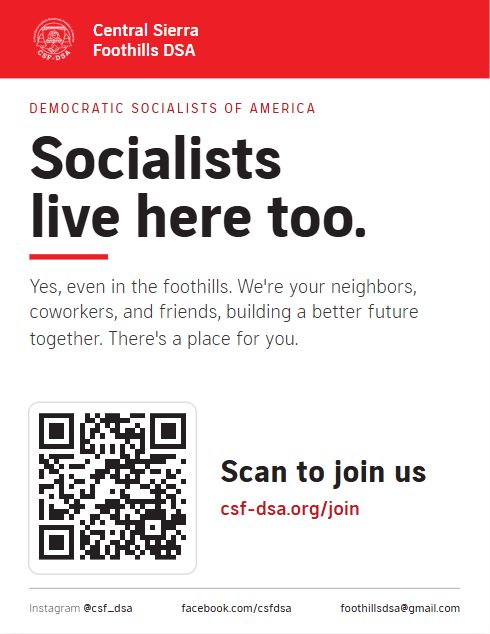 CSF-DSA
Central Sierra
Foothills DSA
DEMOCRATIC SOCIALISTS OF AMERICA
Socialists
live here too.
Yes, even in the foothills. We're your neighbors,
coworkers, and friends, building a better future
together. There's a place for you.
Scan to join us
csf-dsa.org/join
Instagram @csf_dsa facebook.com/csfdsa foothillsdsa@gmail.com